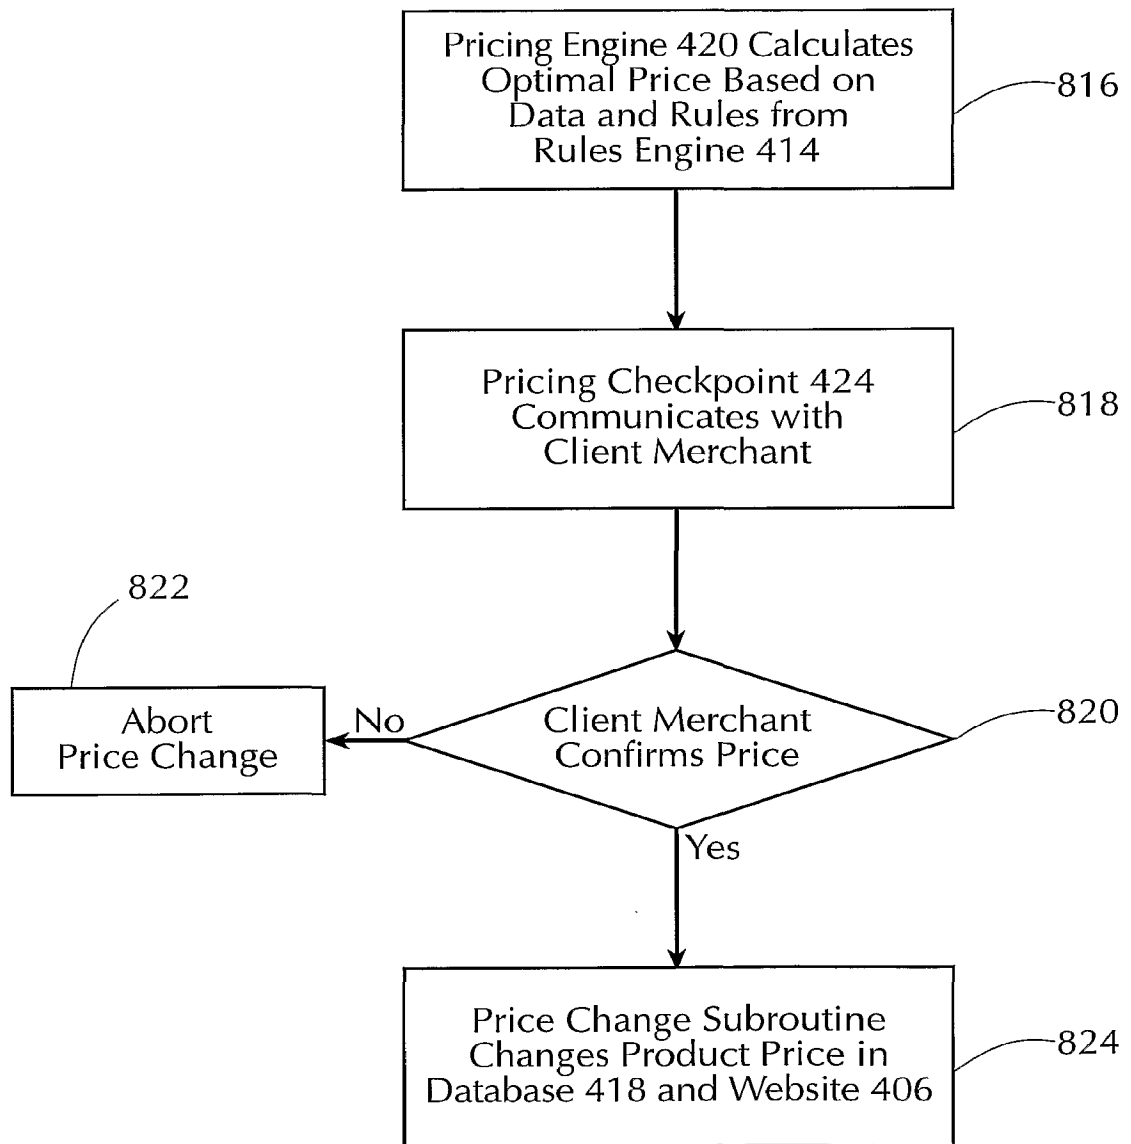 Pricing Engine 420 Calculates
Optimal Price Based on
Data and Rules from
Rules Engine 414
816
Pricing Checkpoint 424
Communicates with
Client Merchant
818
822
Abort
Price Change
No
Client Merchant
Confirms Price
820
Yes
Price Change Subroutine
Changes Product Price in
Database 418 and Website 406
824